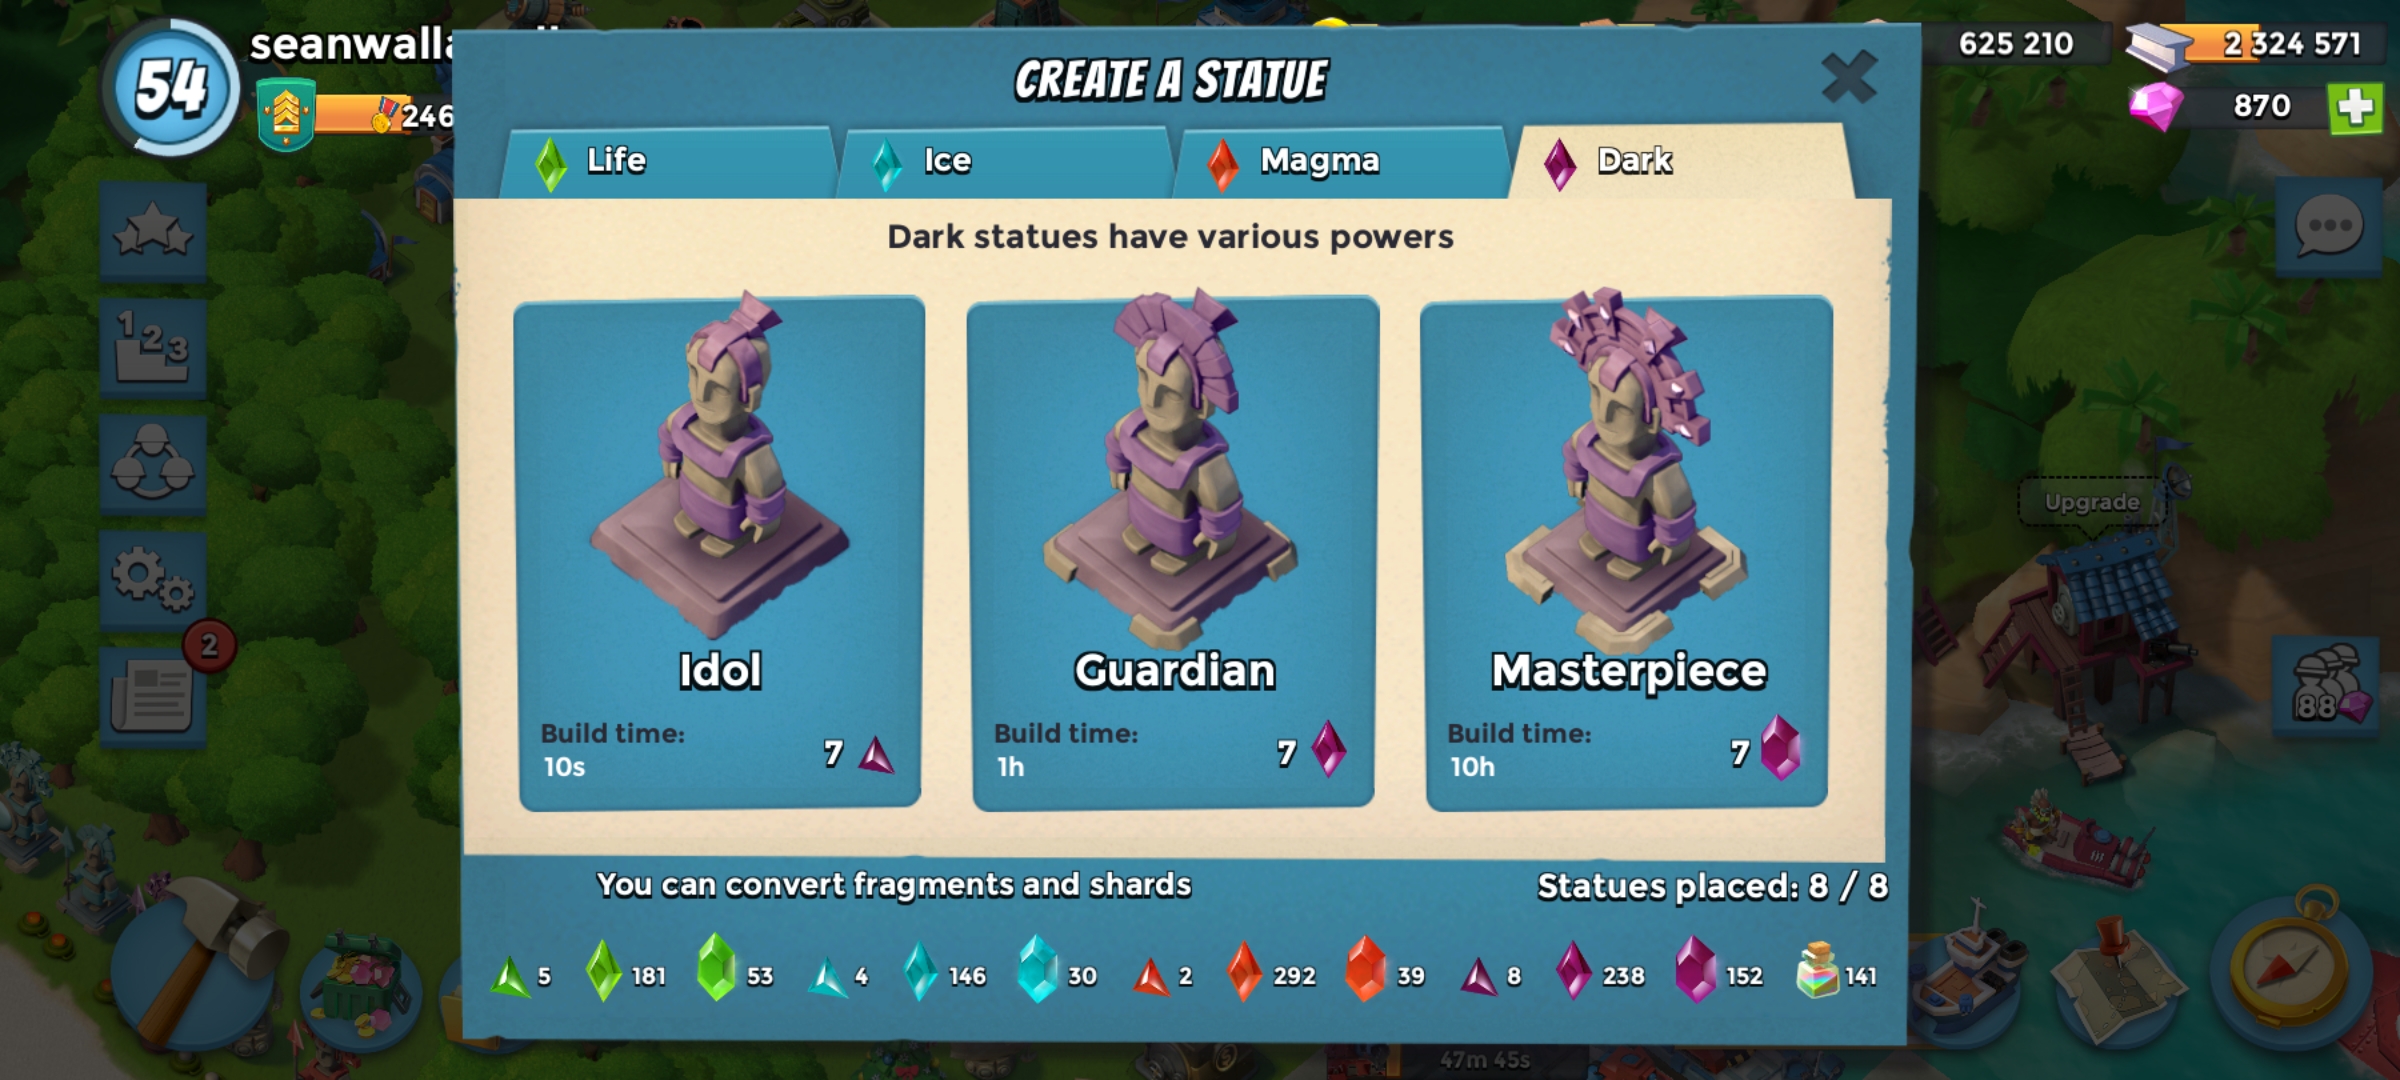 54
625 210
2 324 571
246
870
CREATE A STATUE
Life
Ice
Magma
Dark
Dark statues have various powers
1 2 3
Upgrade
2
Idol
Guardian
Masterpiece
Build time:
10s
7
Build time:
1h
7
Build time:
10h
7
88
You can convert fragments and shards
Statues placed: 8 / 8
5
181
53
4
146
30
2
292
39
8
238
152
141
47m 45s